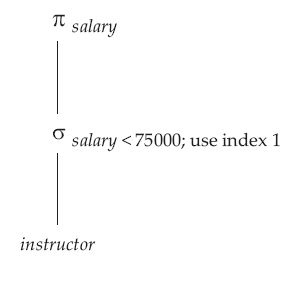 π salary
σ salary < 75000; use index 1
instructor